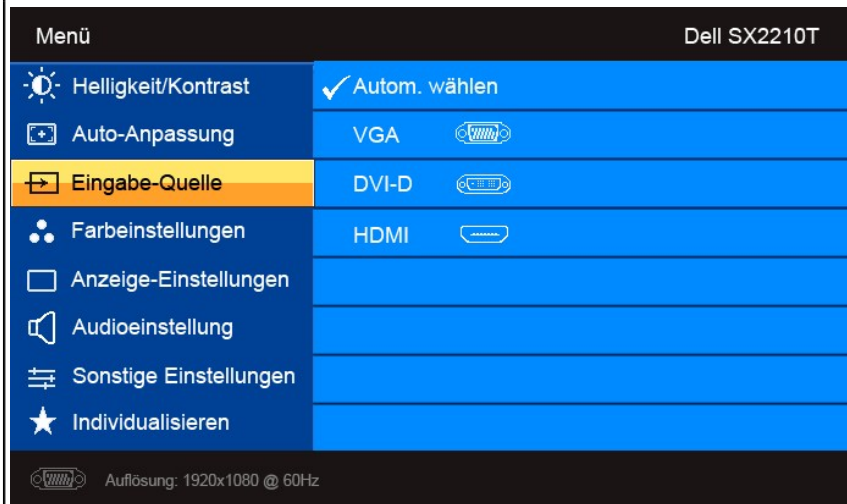 Menü
Dell SX2210T
Helligkeit/Kontrast
Autom. wählen
Auto-Anpassung
VGA
Eingabe-Quelle
DVI-D
Farbeinstellungen
HDMI
Anzeige-Einstellungen
Audioeinstellung
Sonstige Einstellungen
Individualisieren
Auflösung: 1920x1080 @ 60Hz